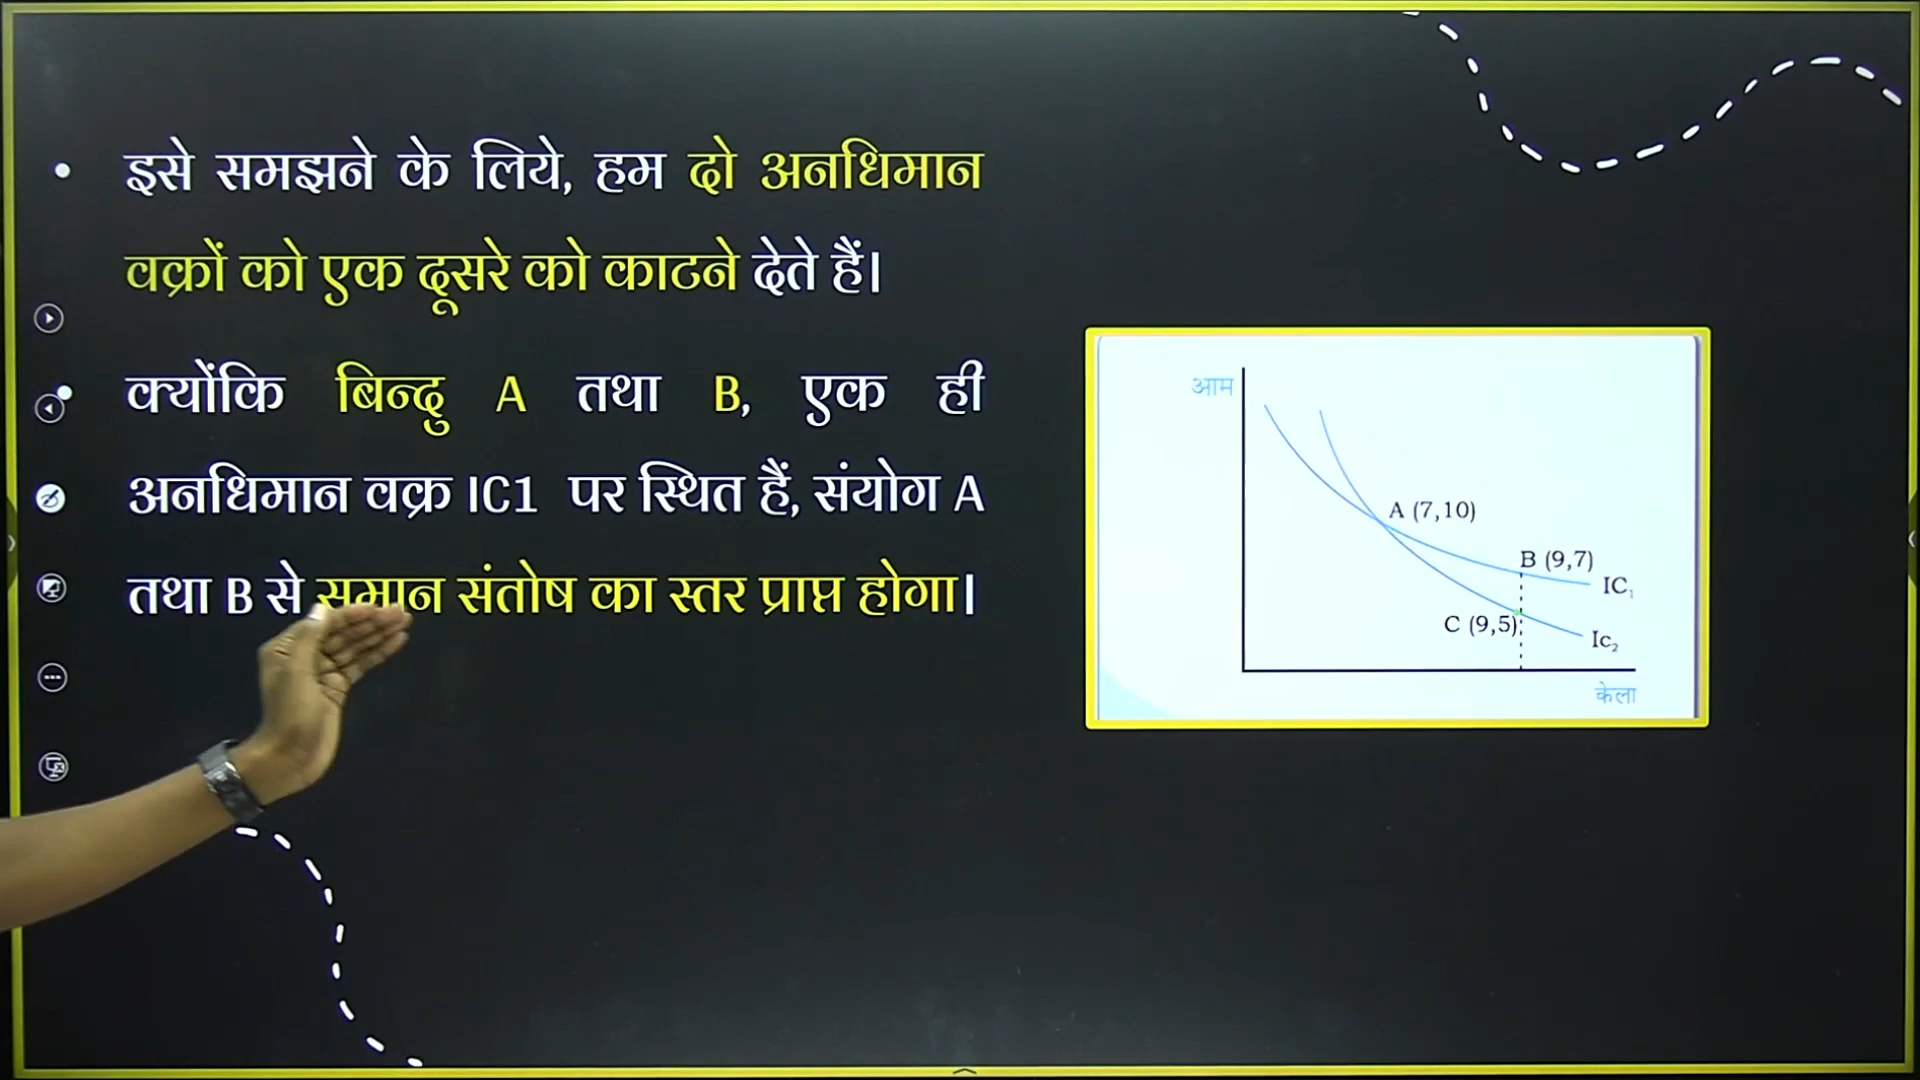 इसे समझने के लिये, हम दो अनधिमान
वक्रों को एक दूसरे को काटने देते हैं।
क्योंकि बिन्दु A तथा B, एक ही
अनधिमान वक्र IC1 पर स्थित हैं, संयोग A
तथा B से समान संतोष का स्तर प्राप्त होगा।
आम
A (7,10)
B (9,7)
IC₁
C (9,5)
Ic₂
केला